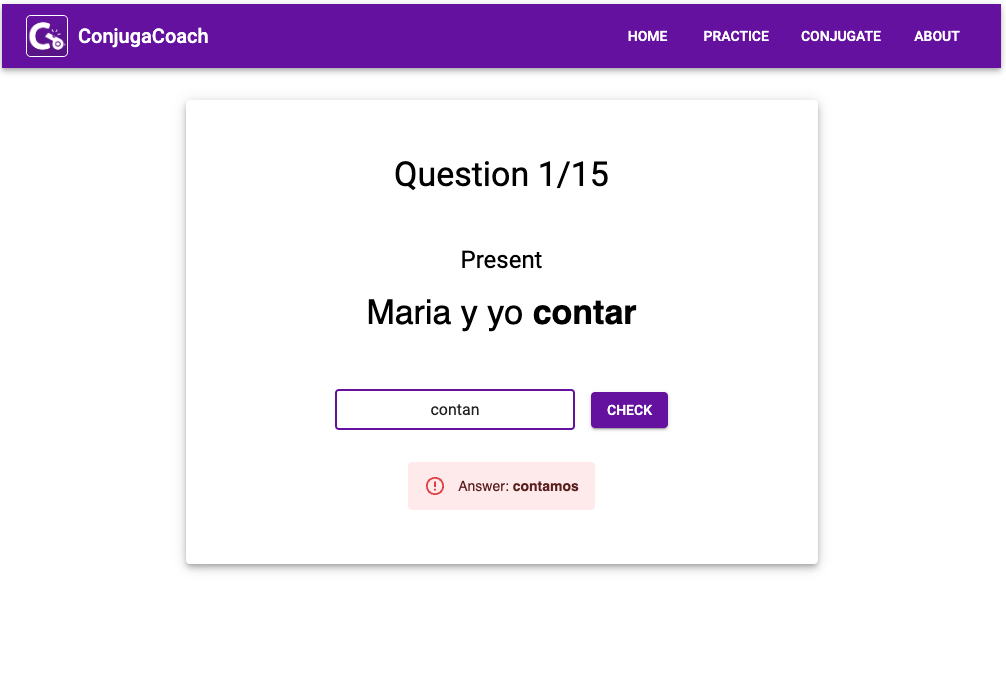 ConjugaCoach HOME PRACTICE CONJUGATE ABOUT
Question 1/15
Present
Maria y yo contar
contan CHECK
Answer: contamos